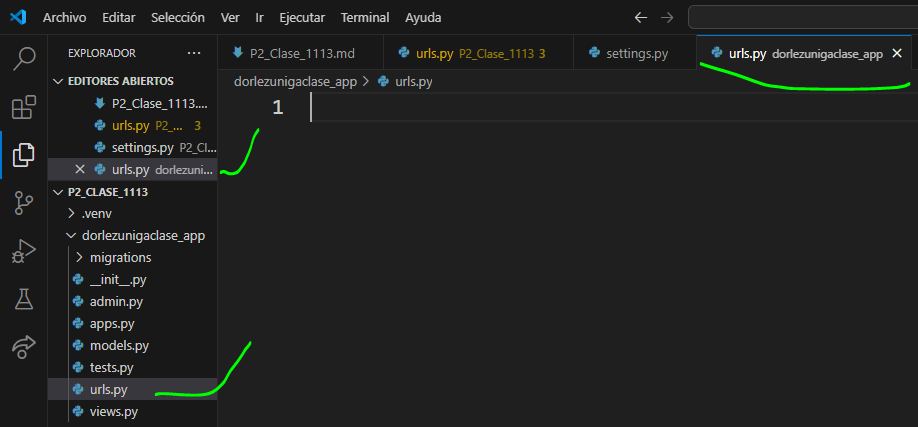 Archivo Editar Selección Ver Ir Ejecutar Terminal Ayuda
EXPLORADOR ...
EDITORES ABIERTOS
P2_Clase_1113....
urls.py P2_... 3
settings.py P2_Cl...
urls.py dorlezuni...
P2_CLASE_1113
.venv
dorlezunigaclase_app
migrations
__init__.py
admin.py
apps.py
models.py
tests.py
urls.py
views.py
P2_Clase_1113.md urls.py P2_Clase_1113 3 settings.py urls.py dorlezunigaclase_app
dorlezunigaclase_app > urls.py
1